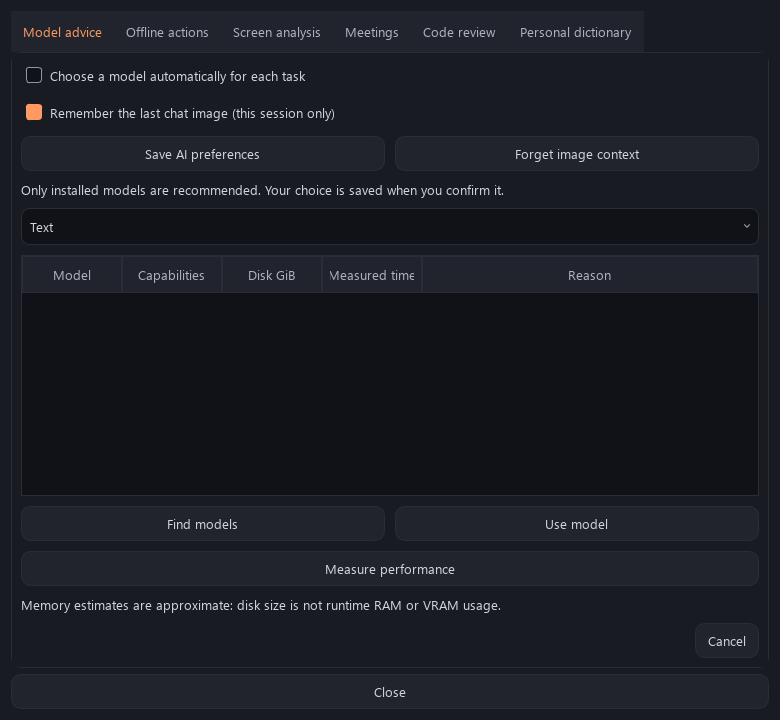 Model advice Offline actions Screen analysis Meetings Code review Personal dictionary
Choose a model automatically for each task
Remember the last chat image (this session only)
Save AI preferences Forget image context
Only installed models are recommended. Your choice is saved when you confirm it.
Text
Model Capabilities Disk GiB Measured time Reason
Find models Use model
Measure performance
Memory estimates are approximate: disk size is not runtime RAM or VRAM usage.
Cancel
Close